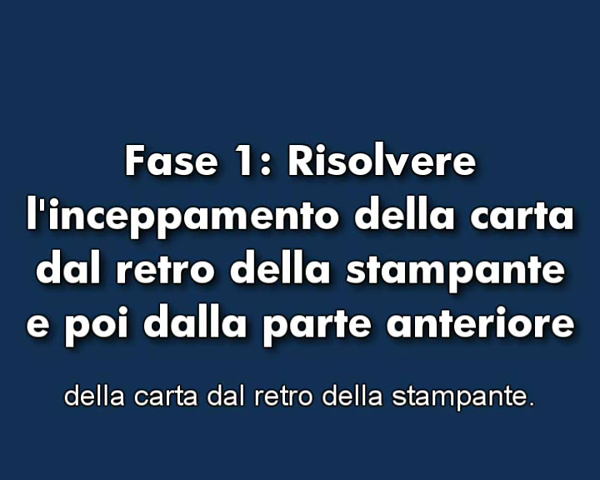 Fase 1: Risolvere
l'inceppamento della carta
dal retro della stampante
e poi dalla parte anteriore
della carta dal retro della stampante.